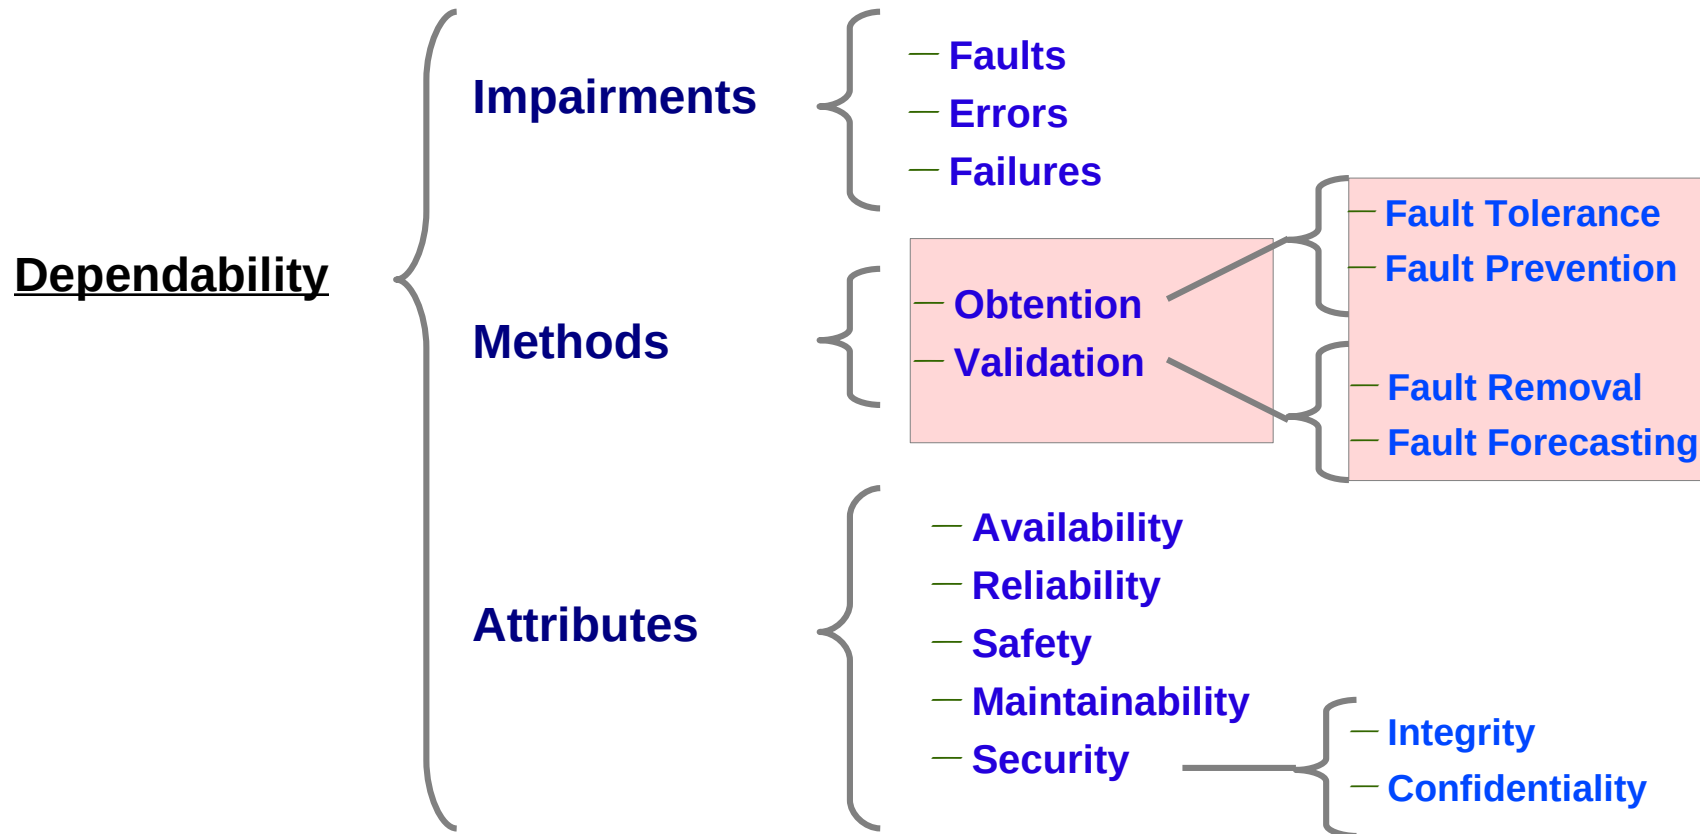 Dependability
Impairments
— Faults
— Errors
— Failures
Methods
— Obtention
— Validation
— Fault Tolerance
— Fault Prevention
— Fault Removal
— Fault Forecasting
Attributes
— Availability
— Reliability
— Safety
— Maintainability
— Security
— Integrity
— Confidentiality